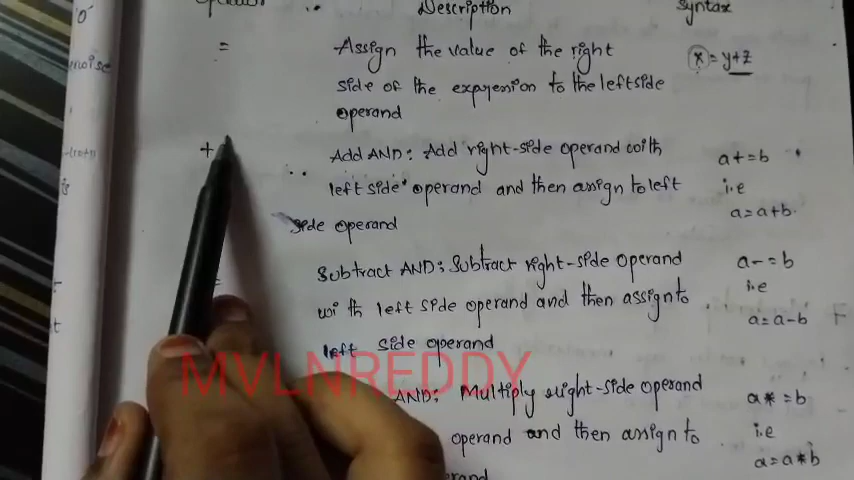 Description Syntax
= Assign the value of the right x = y+z
side of the expression to the leftside
operand
+ Add AND: Add right-side operand with a+=b
left side operand and then assign to left i.e
side operand a=a+b
Subtract AND: Subtract right-side operand a-=b
= with left side operand and then assign to i.e
left side operand a=a-b
MVLNREDDY
AND: Multiply right-side operand a*=b
operand and then assign to i.e
a=a*b